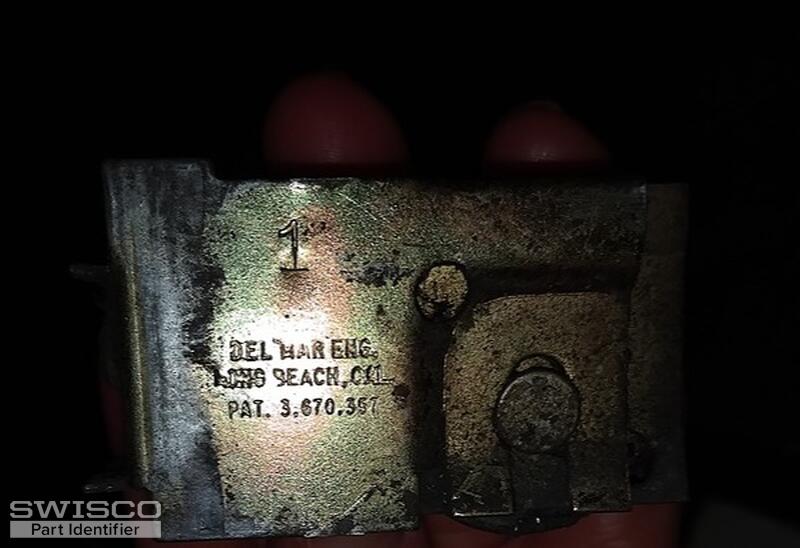 1
DEL MAR ENG.
LONG BEACH, CAL.
PAT. 3,670,357
SWISCO
Part Identifier